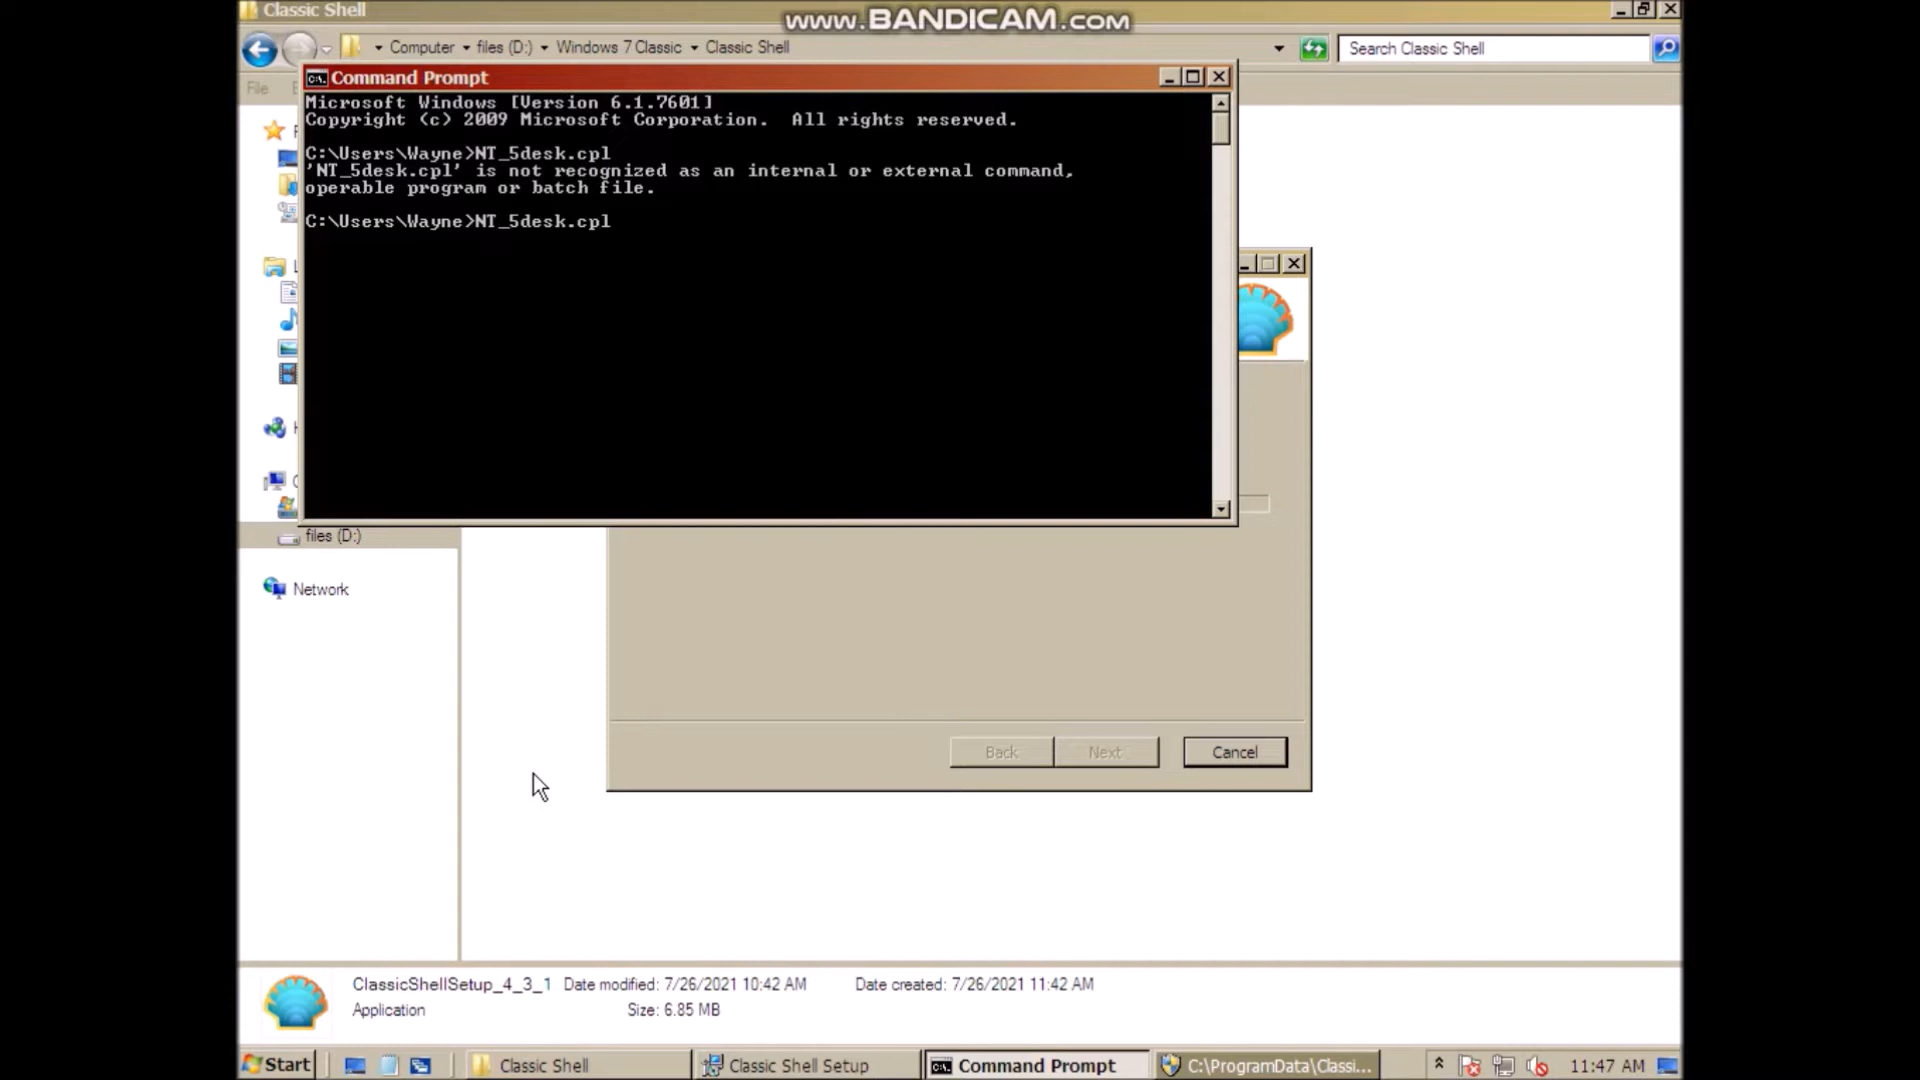 Classic Shell
www.BANDICAM.com
Computer files (D:) Windows 7 Classic Classic Shell
Search Classic Shell
File
Command Prompt
Microsoft Windows [Version 6.1.7601]
Copyright (c) 2009 Microsoft Corporation.  All rights reserved.
C:\Users\Wayne>NT_5desk.cpl
'NT_5desk.cpl' is not recognized as an internal or external command,
operable program or batch file.
C:\Users\Wayne>NT_5desk.cpl
files (D:)
Network
Back
Next
Cancel
ClassicShellSetup_4_3_1 Date modified: 7/26/2021 10:42 AM Date created: 7/26/2021 11:42 AM
Application Size: 6.85 MB
Start
Classic Shell
Classic Shell Setup
Command Prompt
C:\ProgramData\Classi...
11:47 AM